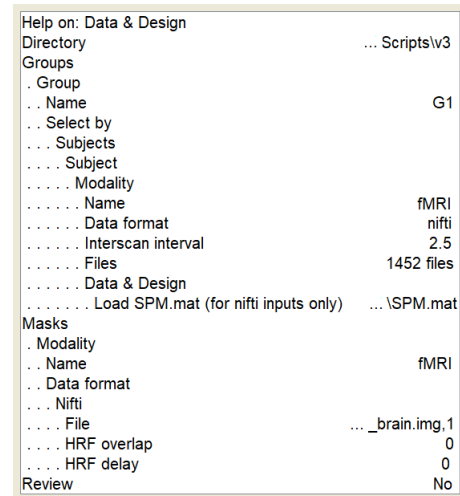 Help on: Data & Design
Directory ... Scripts\v3
Groups
. Group
. . Name G1
. . Select by
. . . Subjects
. . . . Subject
. . . . . Modality
. . . . . . Name fMRI
. . . . . . Data format nifti
. . . . . . Interscan interval 2.5
. . . . . . Files 1452 files
. . . . . . Data & Design
. . . . . . . Load SPM.mat (for nifti inputs only) ...\SPM.mat
Masks
. Modality
. . Name fMRI
. . Data format
. . . Nifti
. . . . File ... _brain.img,1
. . . . HRF overlap 0
. . . . HRF delay 0
Review No